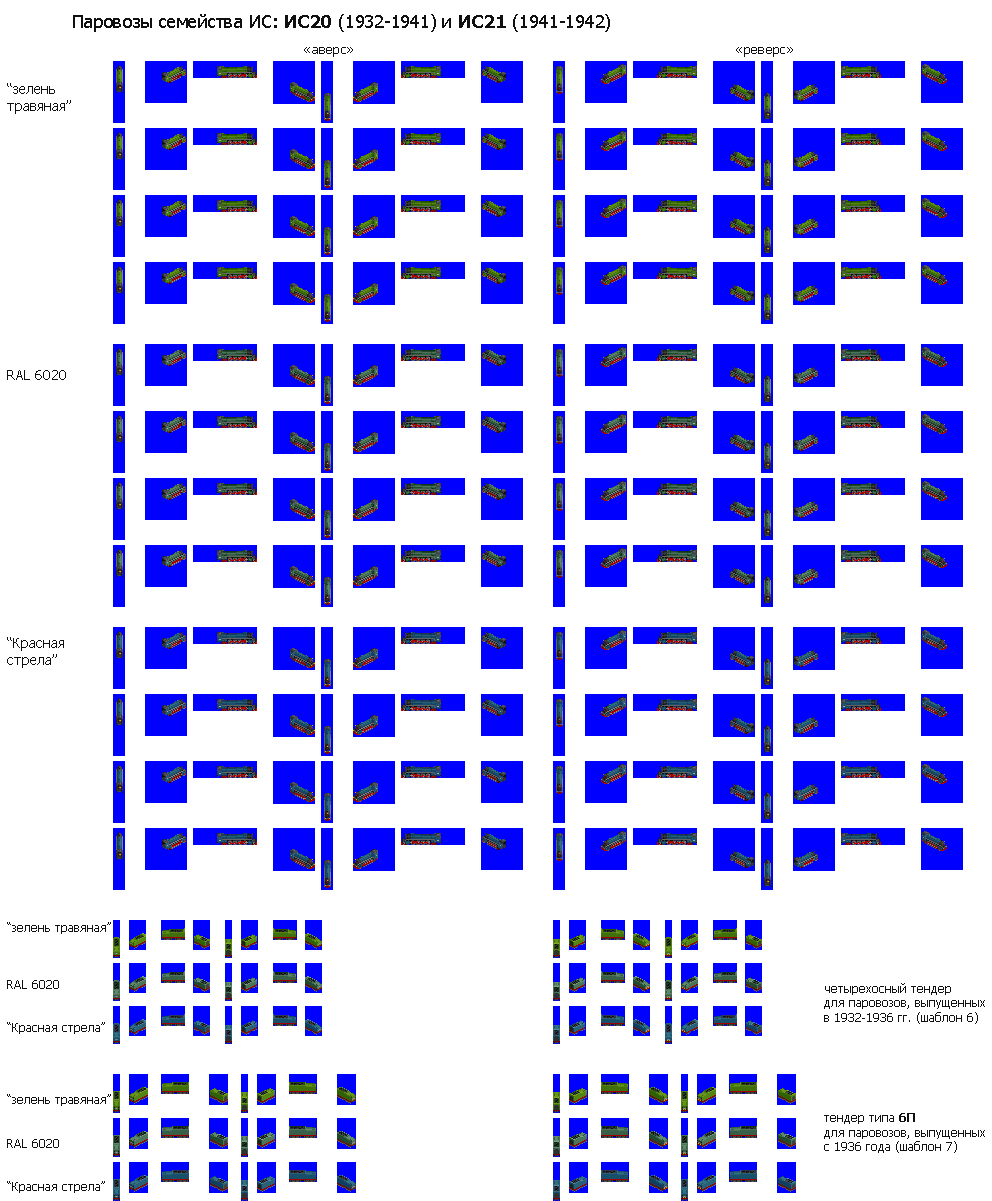 Паровозы семейства ИС: ИС20 (1932-1941) и ИС21 (1941-1942)
«аверс»
«реверс»
“зелень
травяная”
RAL 6020
“Красная
стрела”
“зелень травяная”
RAL 6020
“Красная стрела”
четырехосный тендер
для паровозов, выпущенных
в 1932-1936 гг. (шаблон 6)
“зелень травяная”
RAL 6020
“Красная стрела”
тендер типа 6П
для паровозов, выпущенных
с 1936 года (шаблон 7)